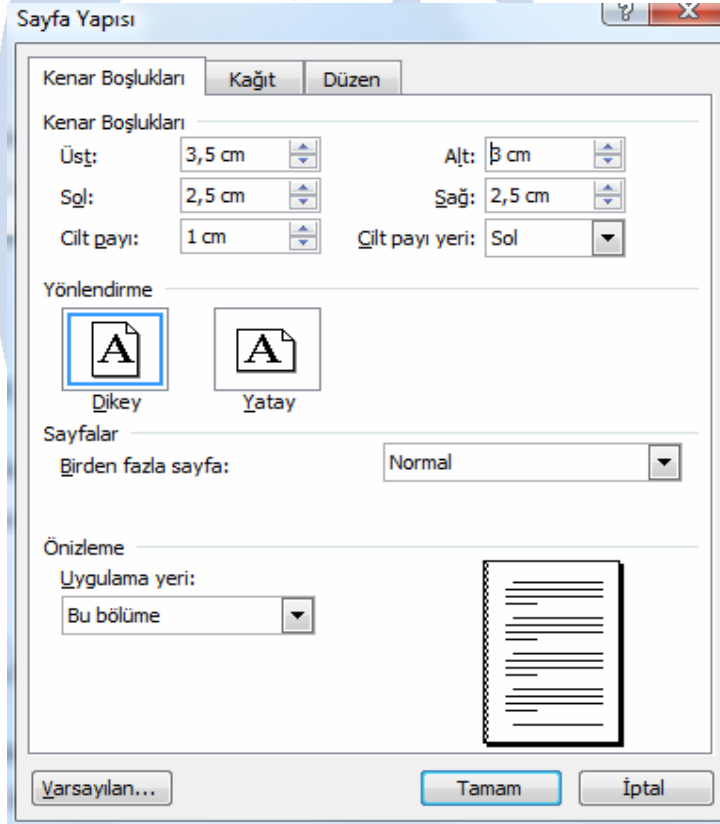 Sayfa Yapısı
Kenar Boşlukları Kağıt Düzen
Kenar Boşlukları
Üst: 3,5 cm Alt: 3 cm
Sol: 2,5 cm Sağ: 2,5 cm
Cilt payı: 1 cm Cilt payı yeri: Sol
Yönlendirme
A A
Dikey Yatay
Sayfalar
Birden fazla sayfa: Normal
Önizleme
Uygulama yeri:
Bu bölüme
Varsayılan... Tamam İptal